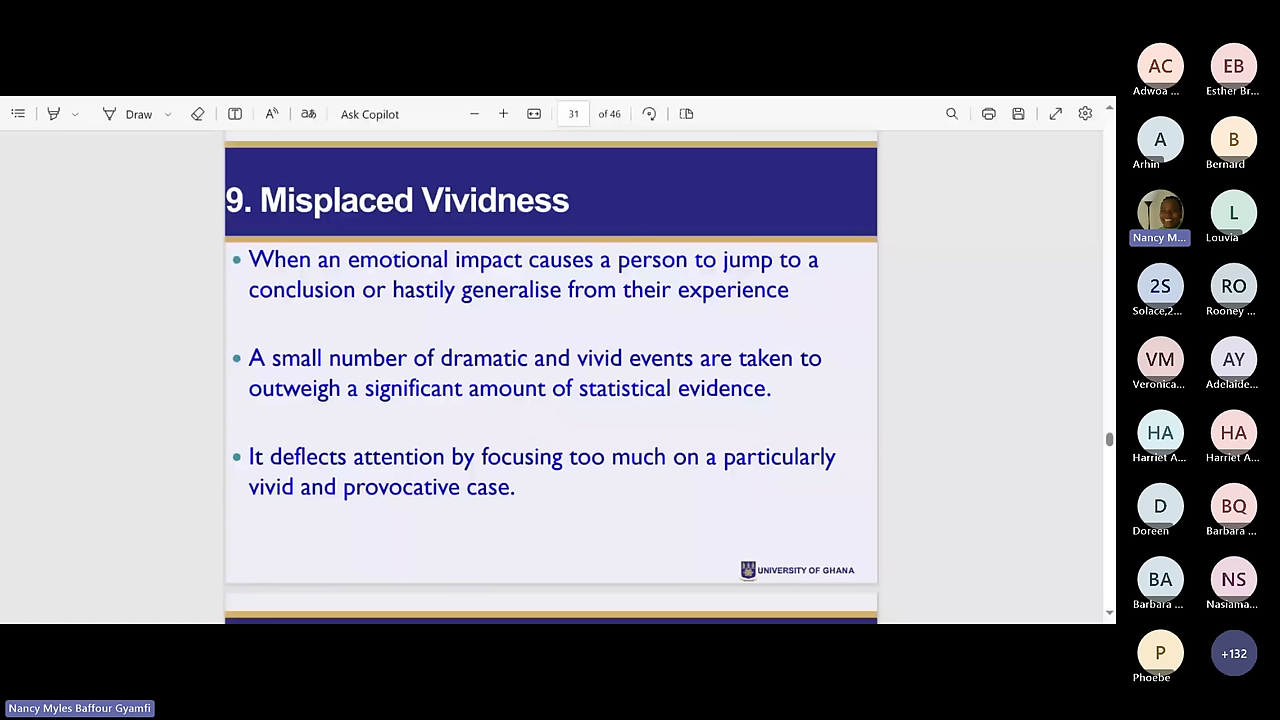 Draw
Ask Copilot
31 of 46
9. Misplaced Vividness
• When an emotional impact causes a person to jump to a
conclusion or hastily generalise from their experience
• A small number of dramatic and vivid events are taken to
outweigh a significant amount of statistical evidence.
• It deflects attention by focusing too much on a particularly
vivid and provocative case.
UNIVERSITY OF GHANA
AC
Adwoa ...
EB
Esther Br...
A
Arhin
B
Bernard
Nancy M...
L
Louvia
2S
Solace,2...
RO
Rooney ...
VM
Veronica...
AY
Adelaide...
HA
Harriet A...
HA
Harriet A...
D
Doreen
BQ
Barbara ...
BA
Barbara ...
NS
Nasiama...
P
Phoebe
+132
Nancy Myles Baffour Gyamfi